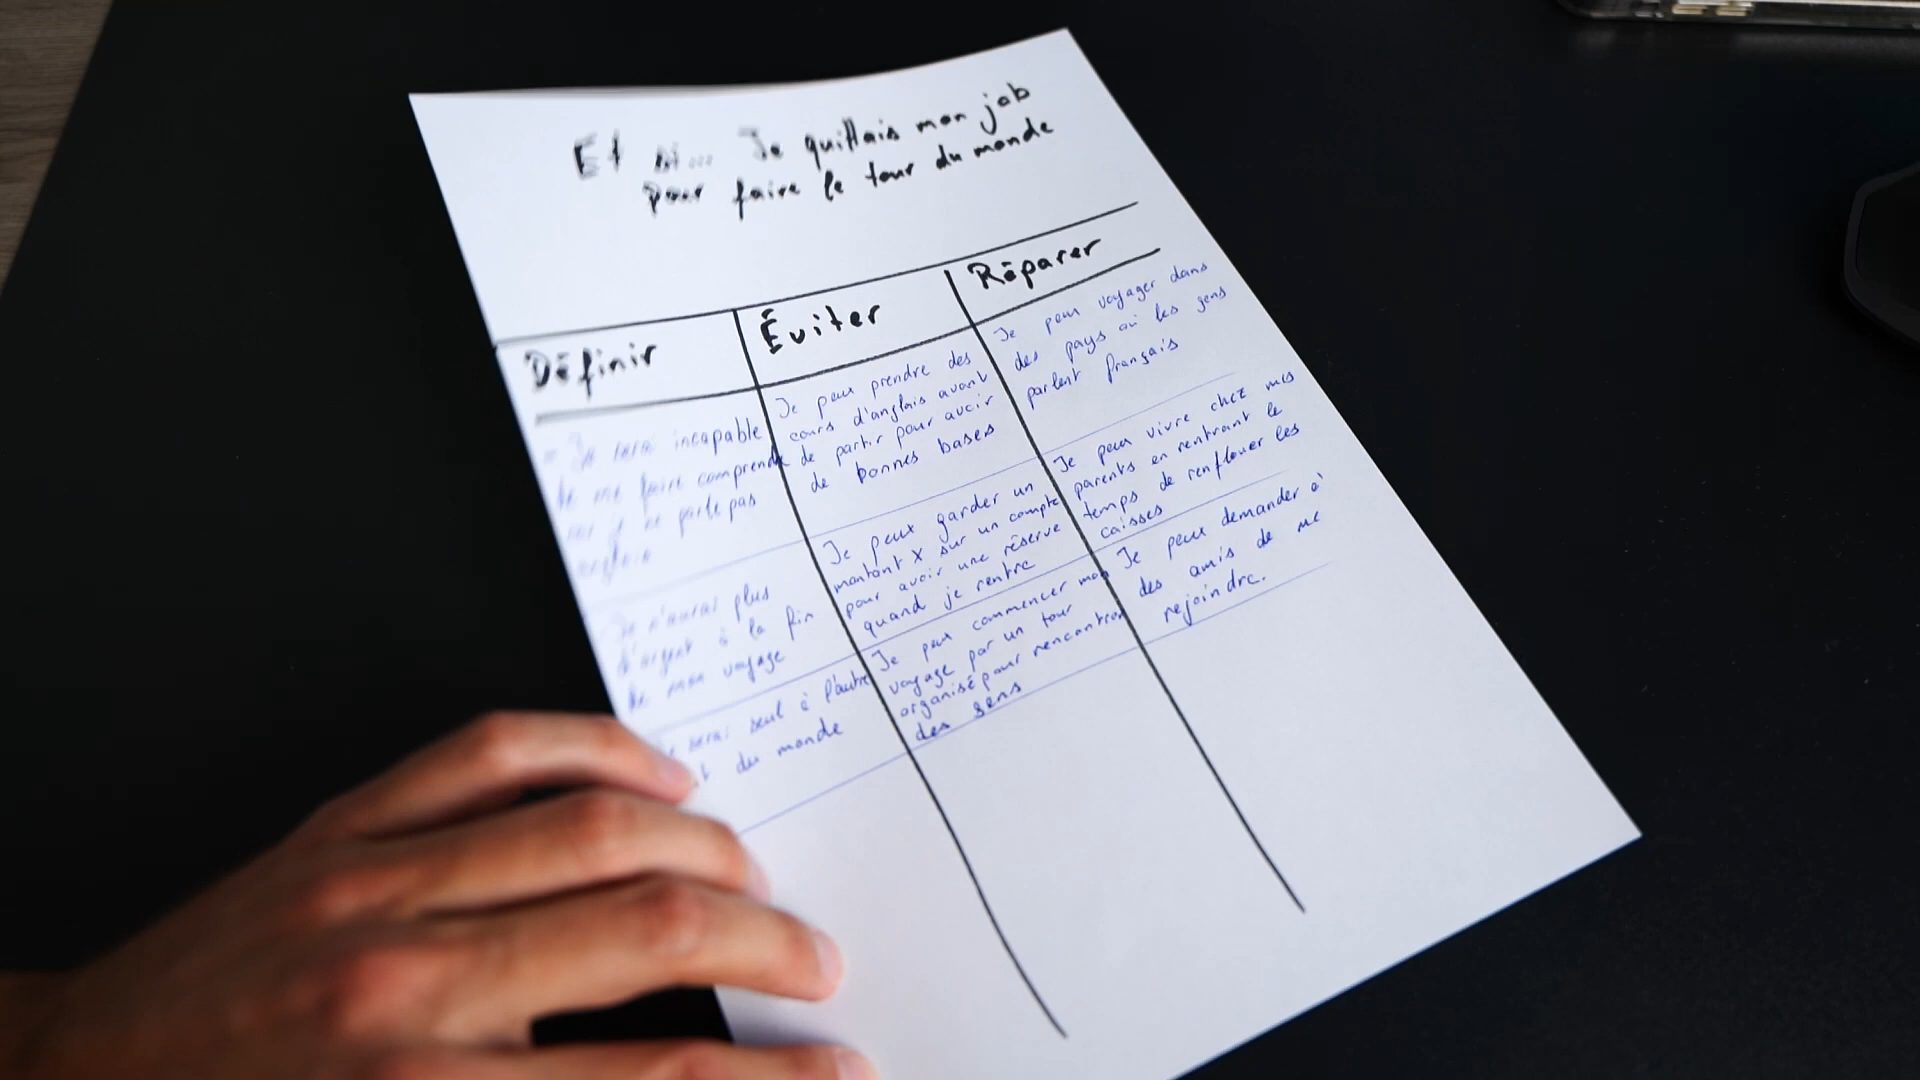 Et si... Je quittais mon job
pour faire le tour du monde
Définir
- Je serai incapable
de me faire comprendre
car je ne parle pas
anglais
- Je n'aurai plus
d'argent à la fin
de mon voyage
serai seul à l'autre
du monde
Éviter
Je peux prendre des
cours d'anglais avant
de partir pour avoir
de bonnes bases
Je peux garder un
montant X sur un compte
pour avoir une réserve
quand je rentre
Je peux commencer mon
voyage par un tour
organisé pour rencontrer
des gens
Réparer
Je peux voyager dans
des pays où les gens
parlent français
Je peux vivre chez mes
parents en rentrant le
temps de renflouer les
caisses
Je peux demander à
des amis de me
rejoindre.